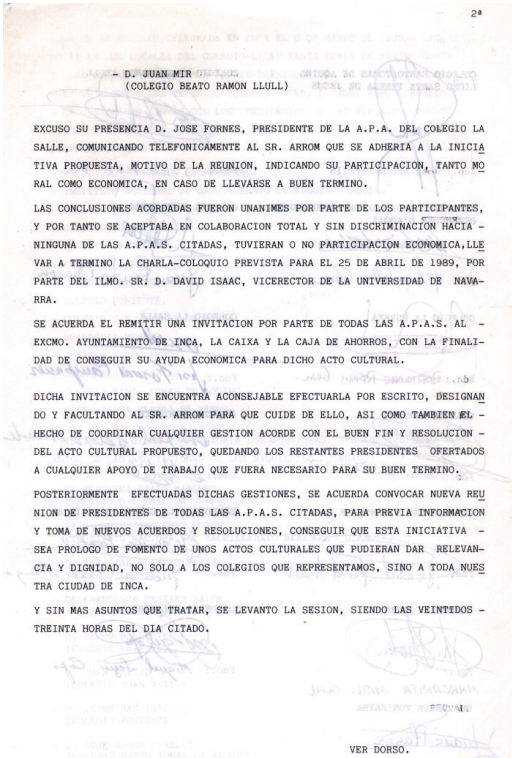 2ª
- D. JUAN MIR
(COLEGIO BEATO RAMON LLULL)
EXCUSO SU PRESENCIA D. JOSE FORNES, PRESIDENTE DE LA A.P.A. DEL COLEGIO LA
SALLE, COMUNICANDO TELEFONICAMENTE AL SR. ARROM QUE SE ADHERIA A LA INICIA
TIVA PROPUESTA, MOTIVO DE LA REUNION, INDICANDO SU PARTICIPACION, TANTO MO
RAL COMO ECONOMICA, EN CASO DE LLEVARSE A BUEN TERMINO.
LAS CONCLUSIONES ACORDADAS FUERON UNANIMES POR PARTE DE LOS PARTICIPANTES,
Y POR TANTO SE ACEPTABA EN COLABORACION TOTAL Y SIN DISCRIMINACION HACIA -
NINGUNA DE LAS A.P.A.S. CITADAS, TUVIERAN O NO PARTICIPACION ECONOMICA,LLE
VAR A TERMINO LA CHARLA-COLOQUIO PREVISTA PARA EL 25 DE ABRIL DE 1989, POR
PARTE DEL ILMO. SR. D. DAVID ISAAC, VICERECTOR DE LA UNIVERSIDAD DE NAVA-
RRA.
SE ACUERDA EL REMITIR UNA INVITACION POR PARTE DE TODAS LAS A.P.A.S. AL -
EXCMO. AYUNTAMIENTO DE INCA, LA CAIXA Y LA CAJA DE AHORROS, CON LA FINALI-
DAD DE CONSEGUIR SU AYUDA ECONOMICA PARA DICHO ACTO CULTURAL.
DICHA INVITACION SE ENCUENTRA ACONSEJABLE EFECTUARLA POR ESCRITO, DESIGNAN
DO Y FACULTANDO AL SR. ARROM PARA QUE CUIDE DE ELLO, ASI COMO TAMBIEN EL -
HECHO DE COORDINAR CUALQUIER GESTION ACORDE CON EL BUEN FIN Y RESOLUCION -
DEL ACTO CULTURAL PROPUESTO, QUEDANDO LOS RESTANTES PRESIDENTES OFERTADOS
A CUALQUIER APOYO DE TRABAJO QUE FUERA NECESARIO PARA SU BUEN TERMINO.
POSTERIORMENTE EFECTUADAS DICHAS GESTIONES, SE ACUERDA CONVOCAR NUEVA REU
NION DE PRESIDENTES DE TODAS LAS A.P.A.S. CITADAS, PARA PREVIA INFORMACION
Y TOMA DE NUEVOS ACUERDOS Y RESOLUCIONES, CONSEGUIR QUE ESTA INICIATIVA -
SEA PROLOGO DE FOMENTO DE UNOS ACTOS CULTURALES QUE PUDIERAN DAR RELEVAN-
CIA Y DIGNIDAD, NO SOLO A LOS COLEGIOS QUE REPRESENTAMOS, SINO A TODA NUES
TRA CIUDAD DE INCA.
Y SIN MAS ASUNTOS QUE TRATAR, SE LEVANTO LA SESION, SIENDO LAS VEINTIDOS -
TREINTA HORAS DEL DIA CITADO.
VER DORSO.